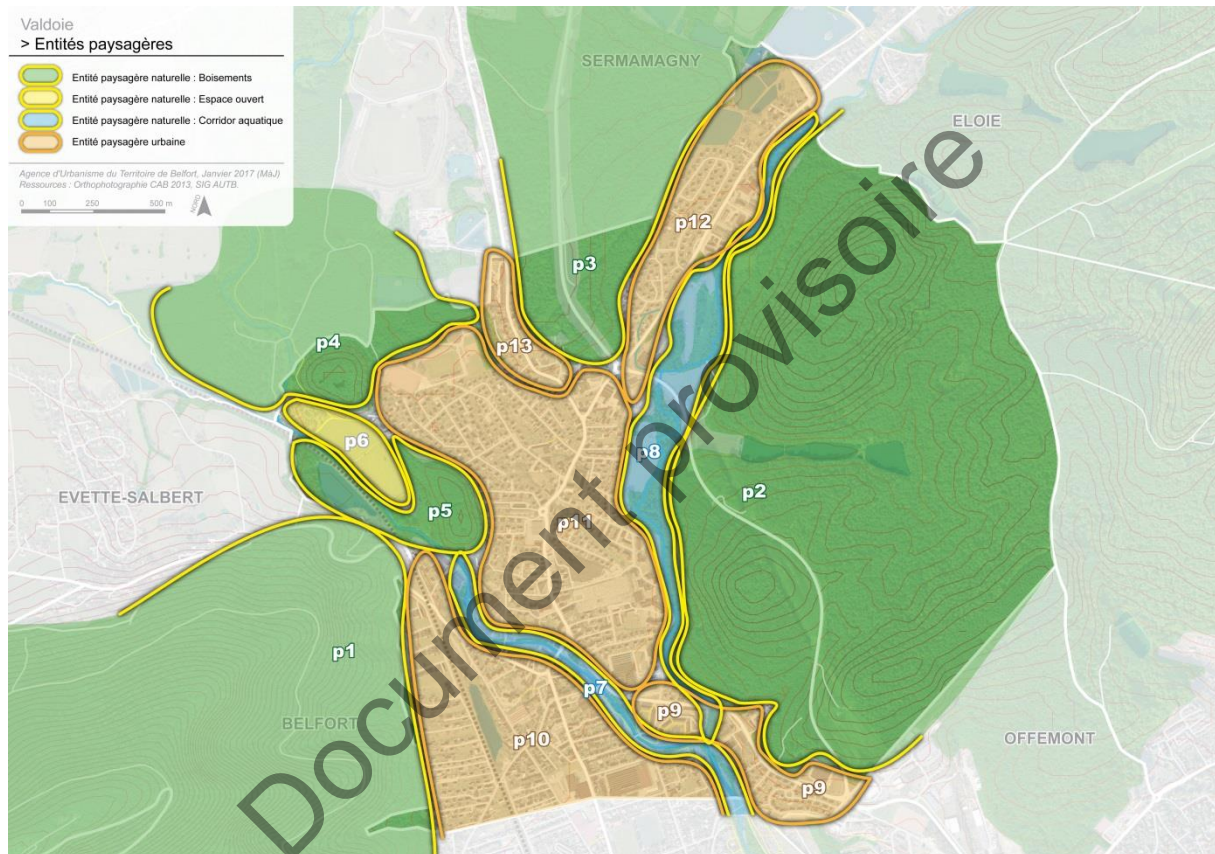 Valdoie
> Entités paysagères
Entité paysagère naturelle : Boisements
Entité paysagère naturelle : Espace ouvert
Entité paysagère naturelle : Corridor aquatique
Entité paysagère urbaine
Agence d'Urbanisme du Territoire de Belfort, Janvier 2017 (MàJ)
Ressources : Orthophotographie CAB 2013, SIG AUTB.
0 100 250 500 m
NORD
SERMAMAGNY
ELOIE
p12
p3
p4
p13
p6
p8
EVETTE-SALBERT
p5
p2
p11
p1
p7
BELFORT
p9
p10
OFFEMONT
p9
Document provisoire